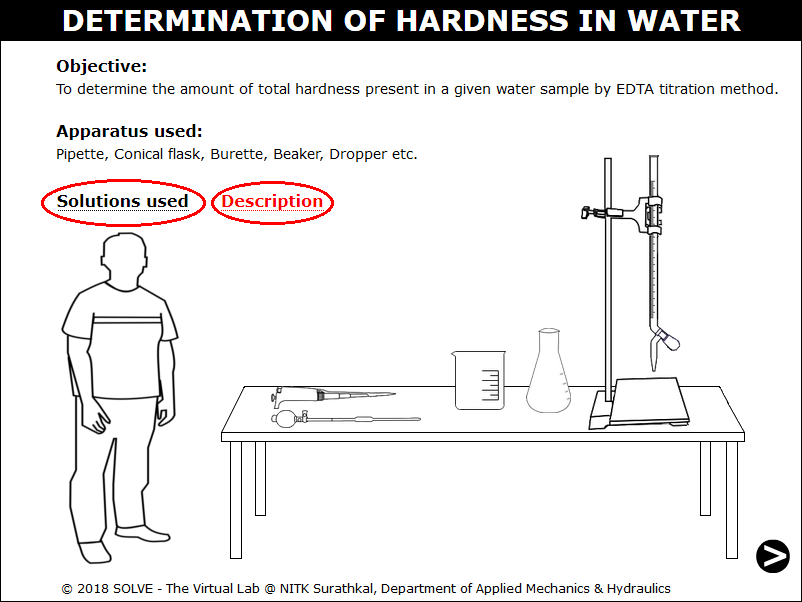 DETERMINATION OF HARDNESS IN WATER
Objective:
To determine the amount of total hardness present in a given water sample by EDTA titration method.
Apparatus used:
Pipette, Conical flask, Burette, Beaker, Dropper etc.
Solutions used Description
© 2018 SOLVE - The Virtual Lab @ NITK Surathkal, Department of Applied Mechanics & Hydraulics